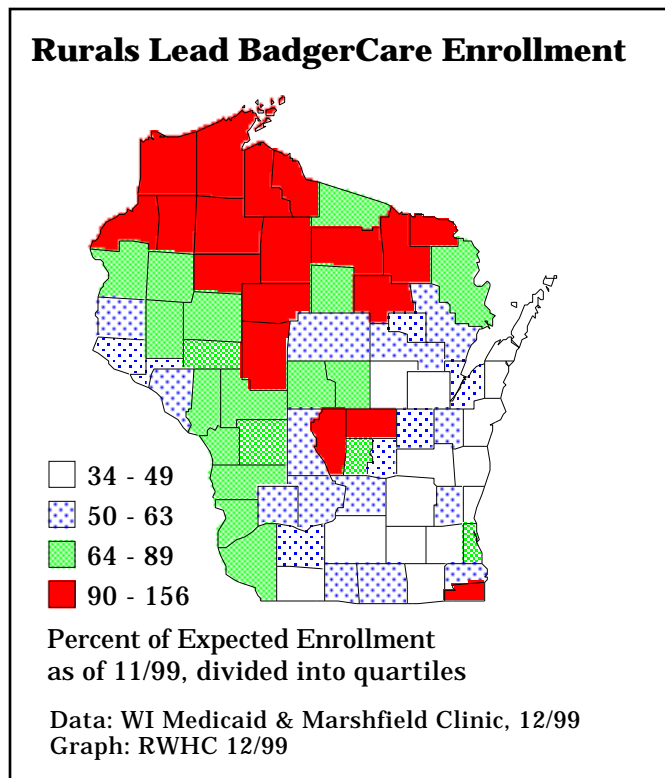 Rurals Lead BadgerCare Enrollment
34 - 49
50 - 63
64 - 89
90 - 156
Percent of Expected Enrollment
as of 11/99, divided into quartiles
Data: WI Medicaid & Marshfield Clinic, 12/99
Graph: RWHC 12/99